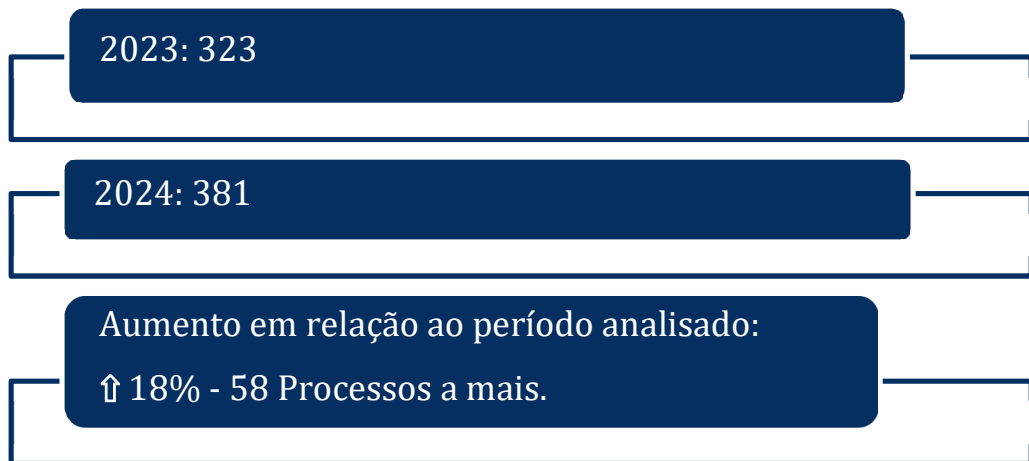 2023: 323
2024: 381
Aumento em relação ao período analisado:
⇧ 18% - 58 Processos a mais.